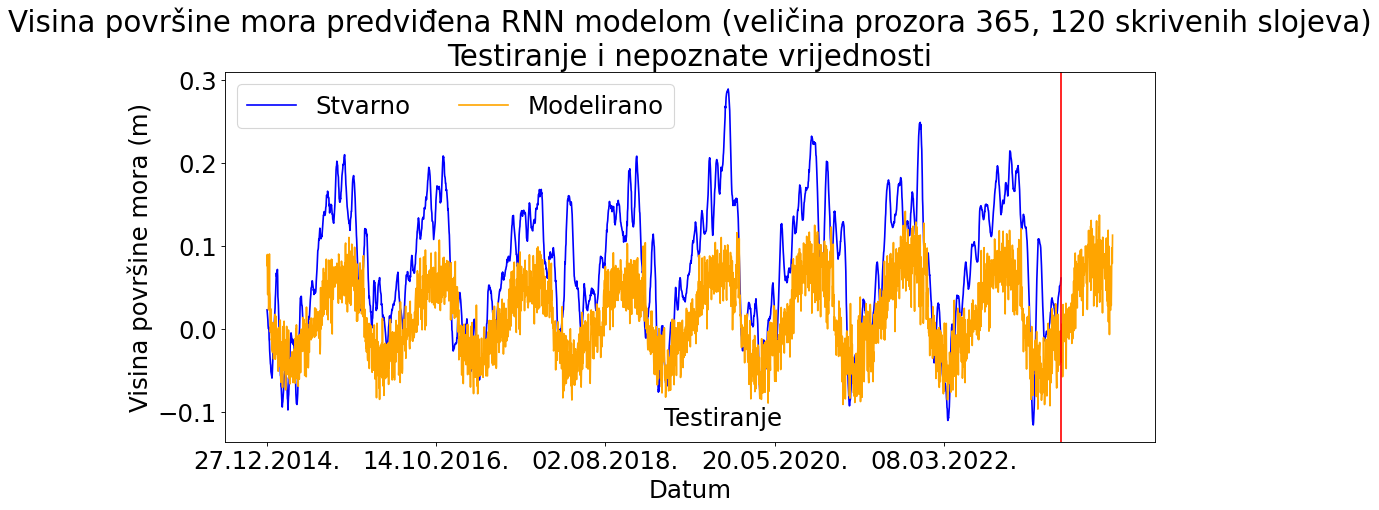 Visina površine mora predviđena RNN modelom (veličina prozora 365, 120 skrivenih slojeva)
Testiranje i nepoznate vrijednosti
Stvarno
Modelirano
Visina površine mora (m)
0.3
0.2
0.1
0.0
−0.1
Testiranje
27.12.2014.
14.10.2016.
02.08.2018.
20.05.2020.
08.03.2022.
Datum